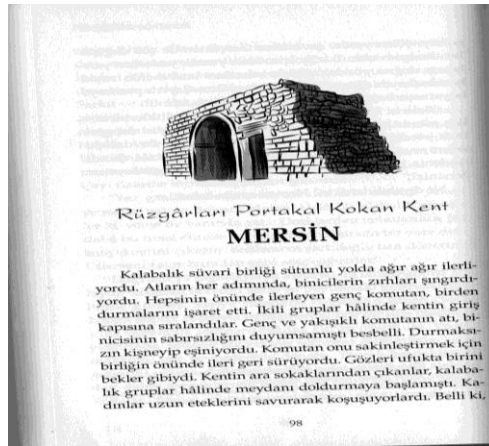 Rüzgârları Portakal Kokan Kent
MERSİN
Kalabalık süvari birliği sütunlu yolda ağır ağır ilerli-
yordu. Atların her adımında, binicilerin zırhları şıngırdı-
yordu. Hepsinin önünde ilerleyen genç komutan, birden
durmalarını işaret etti. İkili gruplar hâlinde kentin giriş
kapısına sıralandılar. Genç ve yakışıklı komutanın atı, bi-
nicisinin sabırsızlığını duyumsamıştı besbelli. Durmaksı-
zın kişneyip eşiniyordu. Komutan onu sakinleştirmek için
birliğin önünde ileri geri sürüyordu. Gözleri ufukta birini
bekler gibiydi. Kentin ara sokaklarından çıkanlar, kalaba-
lık gruplar hâlinde meydanı doldurmaya başlamıştı. Ka-
dınlar uzun eteklerini savurarak koşuşuyorlardı. Belli ki,
98